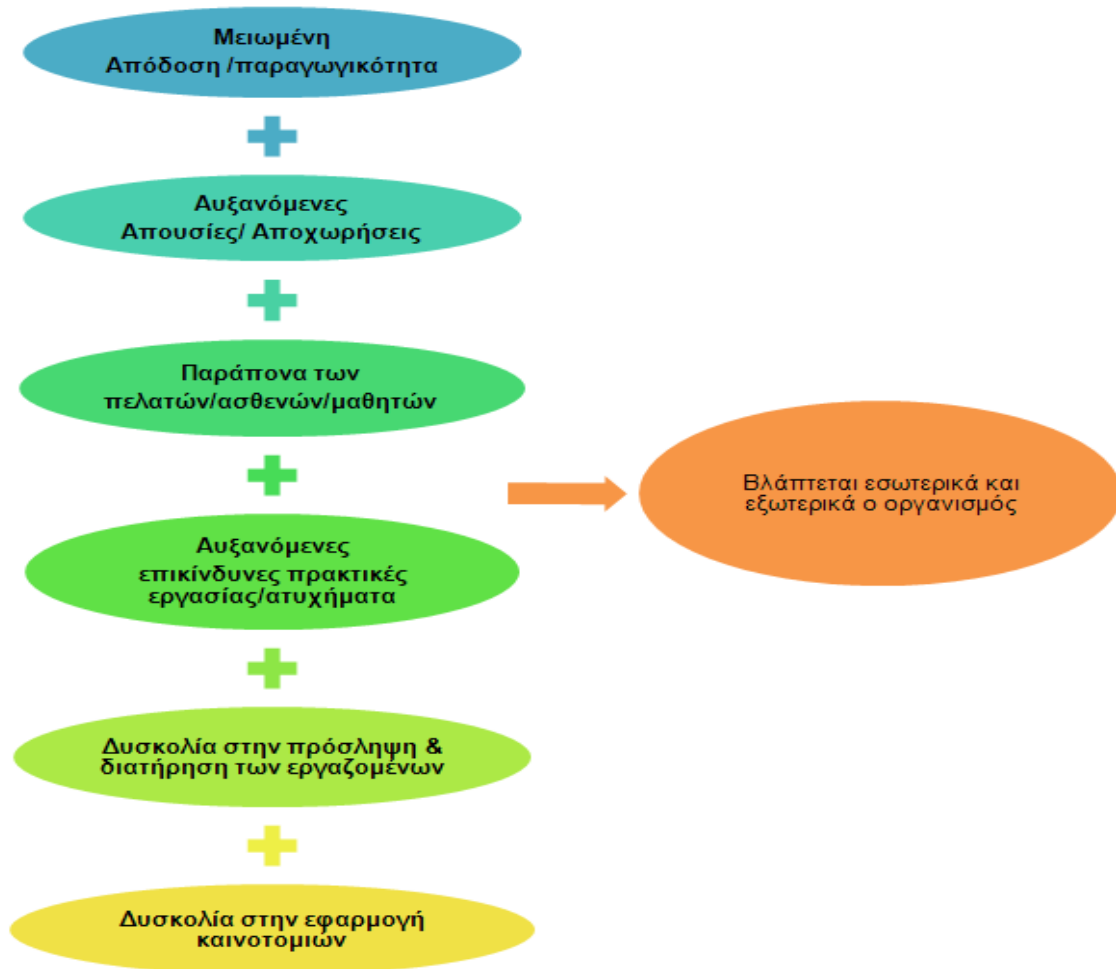 Μειωμένη
Απόδοση /παραγωγικότητα
Αυξανόμενες
Απουσίες/ Αποχωρήσεις
Παράπονα των
πελατών/ασθενών/μαθητών
Αυξανόμενες
επικίνδυνες πρακτικές
εργασίας/ατυχήματα
Δυσκολία στην πρόσληψη &
διατήρηση των εργαζομένων
Δυσκολία στην εφαρμογή
καινοτομιών
Βλάπτεται εσωτερικά και
εξωτερικά ο οργανισμός